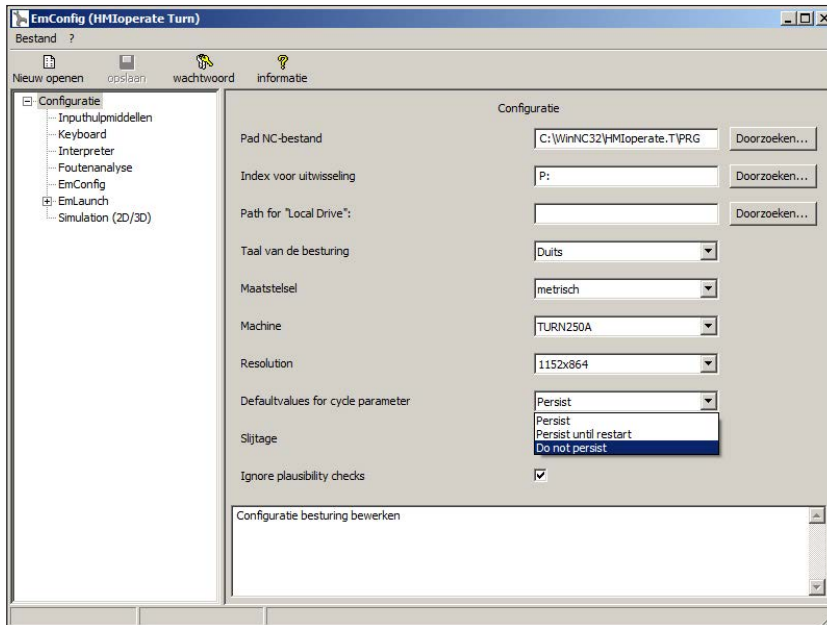 EmConfig (HMIoperate Turn)
Bestand ?
Nieuw openen opslaan wachtwoord informatie
Configuratie
Inputhulpmiddellen
Keyboard
Interpreter
Foutenanalyse
EmConfig
EmLaunch
Simulation (2D/3D)
Configuratie
Pad NC-bestand C:\WinNC32\HMIoperate.T\PRG Doorzoeken...
Index voor uitwisseling P: Doorzoeken...
Path for "Local Drive": Doorzoeken...
Taal van de besturing Duits
Maatstelsel metrisch
Machine TURN250A
Resolution 1152x864
Defaultvalues for cycle parameter Persist
Persist
Persist until restart
Do not persist
Slijtage
Ignore plausibility checks
Configuratie besturing bewerken